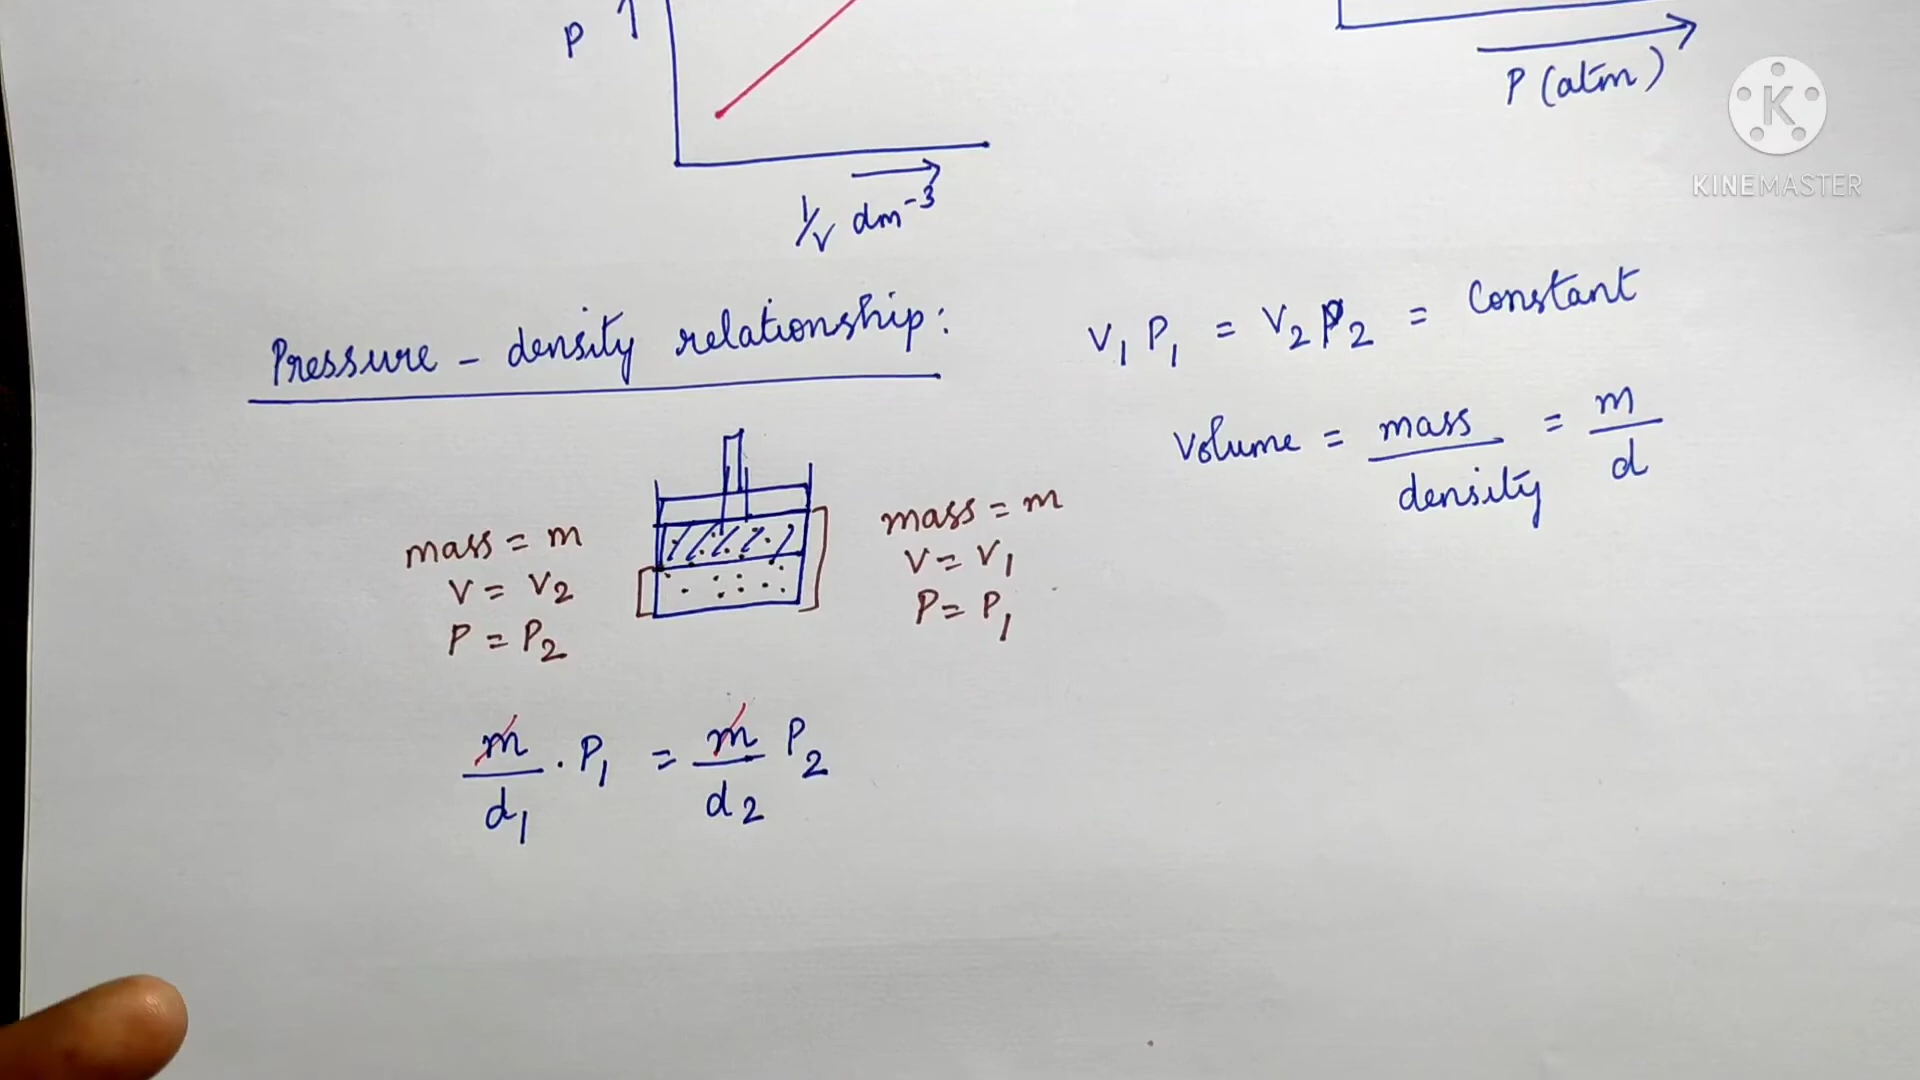 P
P (atm)
KINEMASTER
1/V dm⁻³
Pressure - density relationship:
V₁ P₁ = V₂ P₂ = Constant
Volume = mass / density = m / d
mass = m
V = V₂
P = P₂
mass = m
V = V₁
P = P₁
m / d₁ . P₁ = m / d₂ P₂